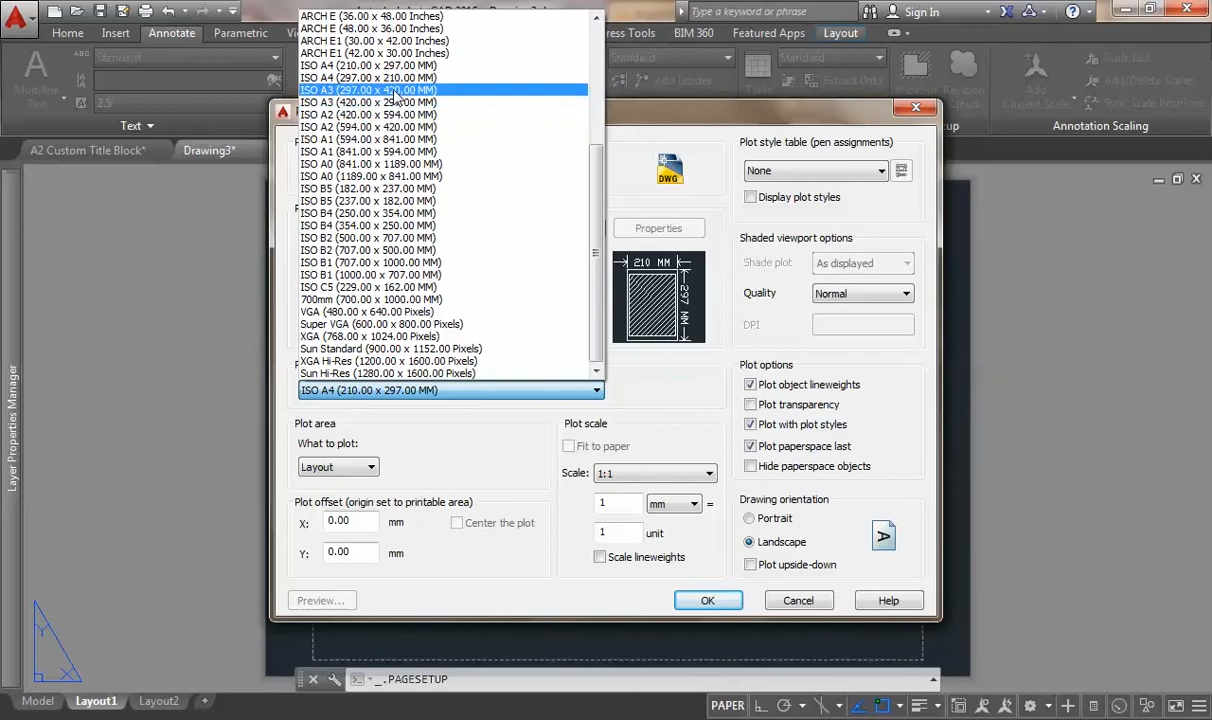 Type a keyword or phrase
Sign In
Home
Insert
Annotate
Parametric
Press Tools
BIM 360
Featured Apps
Layout
Multiline
Text
Standard
2.5
Text
Standard
Add Leader
Add/Delete Scales
Annotation Scaling
A2 Custom Title Block*
Drawing3*
ARCH E (36.00 x 48.00 Inches)
ARCH E (48.00 x 36.00 Inches)
ARCH E1 (30.00 x 42.00 Inches)
ARCH E1 (42.00 x 30.00 Inches)
ISO A4 (210.00 x 297.00 MM)
ISO A4 (297.00 x 210.00 MM)
ISO A3 (297.00 x 420.00 MM)
ISO A3 (420.00 x 297.00 MM)
ISO A2 (420.00 x 594.00 MM)
ISO A2 (594.00 x 420.00 MM)
ISO A1 (594.00 x 841.00 MM)
ISO A1 (841.00 x 594.00 MM)
ISO A0 (841.00 x 1189.00 MM)
ISO A0 (1189.00 x 841.00 MM)
ISO B5 (182.00 x 237.00 MM)
ISO B5 (237.00 x 182.00 MM)
ISO B4 (250.00 x 354.00 MM)
ISO B4 (354.00 x 250.00 MM)
ISO B2 (500.00 x 707.00 MM)
ISO B2 (707.00 x 500.00 MM)
ISO B1 (707.00 x 1000.00 MM)
ISO B1 (1000.00 x 707.00 MM)
ISO C5 (229.00 x 162.00 MM)
700mm (700.00 x 1000.00 MM)
VGA (480.00 x 640.00 Pixels)
Super VGA (600.00 x 800.00 Pixels)
XGA (768.00 x 1024.00 Pixels)
Sun Standard (900.00 x 1152.00 Pixels)
XGA Hi-Res (1200.00 x 1600.00 Pixels)
Sun Hi-Res (1280.00 x 1600.00 Pixels)
ISO A4 (210.00 x 297.00 MM)
DWG
Properties
210 MM
297 MM
Plot area
What to plot:
Layout
Plot offset (origin set to printable area)
X: 0.00 mm
Center the plot
Y: 0.00 mm
Plot scale
Fit to paper
Scale: 1:1
1 mm =
1 unit
Scale lineweights
Plot style table (pen assignments)
None
Display plot styles
Shaded viewport options
Shade plot As displayed
Quality Normal
DPI
Plot options
Plot object lineweights
Plot transparency
Plot with plot styles
Plot paperspace last
Hide paperspace objects
Drawing orientation
Portrait
Landscape
Plot upside-down
A
Preview...
OK
Cancel
Help
Layer Properties Manager
Y
X
_.PAGESETUP
Model
Layout1
Layout2
+
PAPER